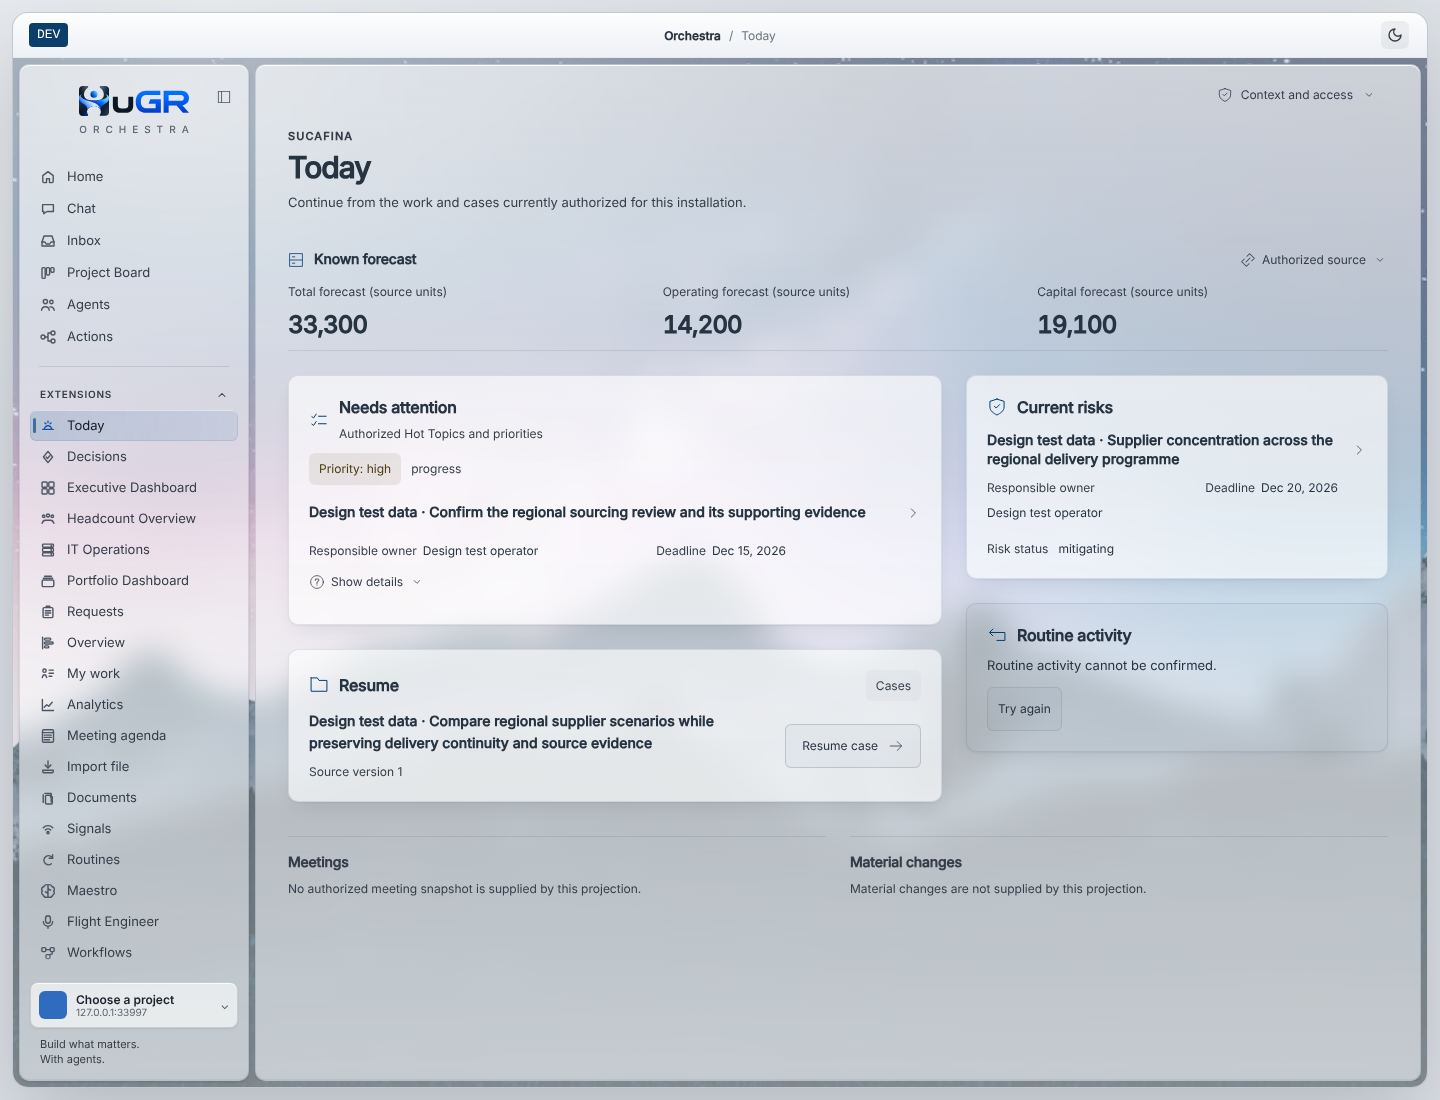 DEV
Orchestra / Today
HuGR
ORCHESTRA
Home
Chat
Inbox
Project Board
Agents
Actions
EXTENSIONS
Today
Decisions
Executive Dashboard
Headcount Overview
IT Operations
Portfolio Dashboard
Requests
Overview
My work
Analytics
Meeting agenda
Import file
Documents
Signals
Routines
Maestro
Flight Engineer
Workflows
Choose a project
127.0.0.1:33997
Build what matters.
With agents.
Context and access
SUCAFINA
Today
Continue from the work and cases currently authorized for this installation.
Known forecast
Authorized source
Total forecast (source units)
33,300
Operating forecast (source units)
14,200
Capital forecast (source units)
19,100
Needs attention
Authorized Hot Topics and priorities
Priority: high progress
Design test data · Confirm the regional sourcing review and its supporting evidence
Responsible owner Design test operator
Deadline Dec 15, 2026
Show details
Resume
Cases
Design test data · Compare regional supplier scenarios while
preserving delivery continuity and source evidence
Source version 1
Resume case
Current risks
Design test data · Supplier concentration across the
regional delivery programme
Responsible owner
Design test operator
Deadline Dec 20, 2026
Risk status mitigating
Routine activity
Routine activity cannot be confirmed.
Try again
Meetings
No authorized meeting snapshot is supplied by this projection.
Material changes
Material changes are not supplied by this projection.